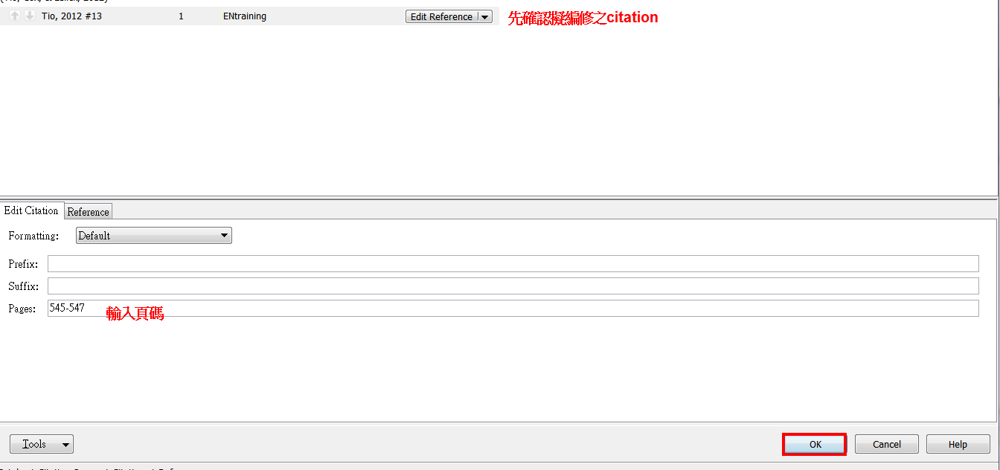 Tio, 2012 #13 1 ENtraining Edit Reference 先確認擬編修之citation
Edit Citation Reference
Formatting: Default
Prefix:
Suffix:
Pages: 545-547 輸入頁碼
Tools OK Cancel Help